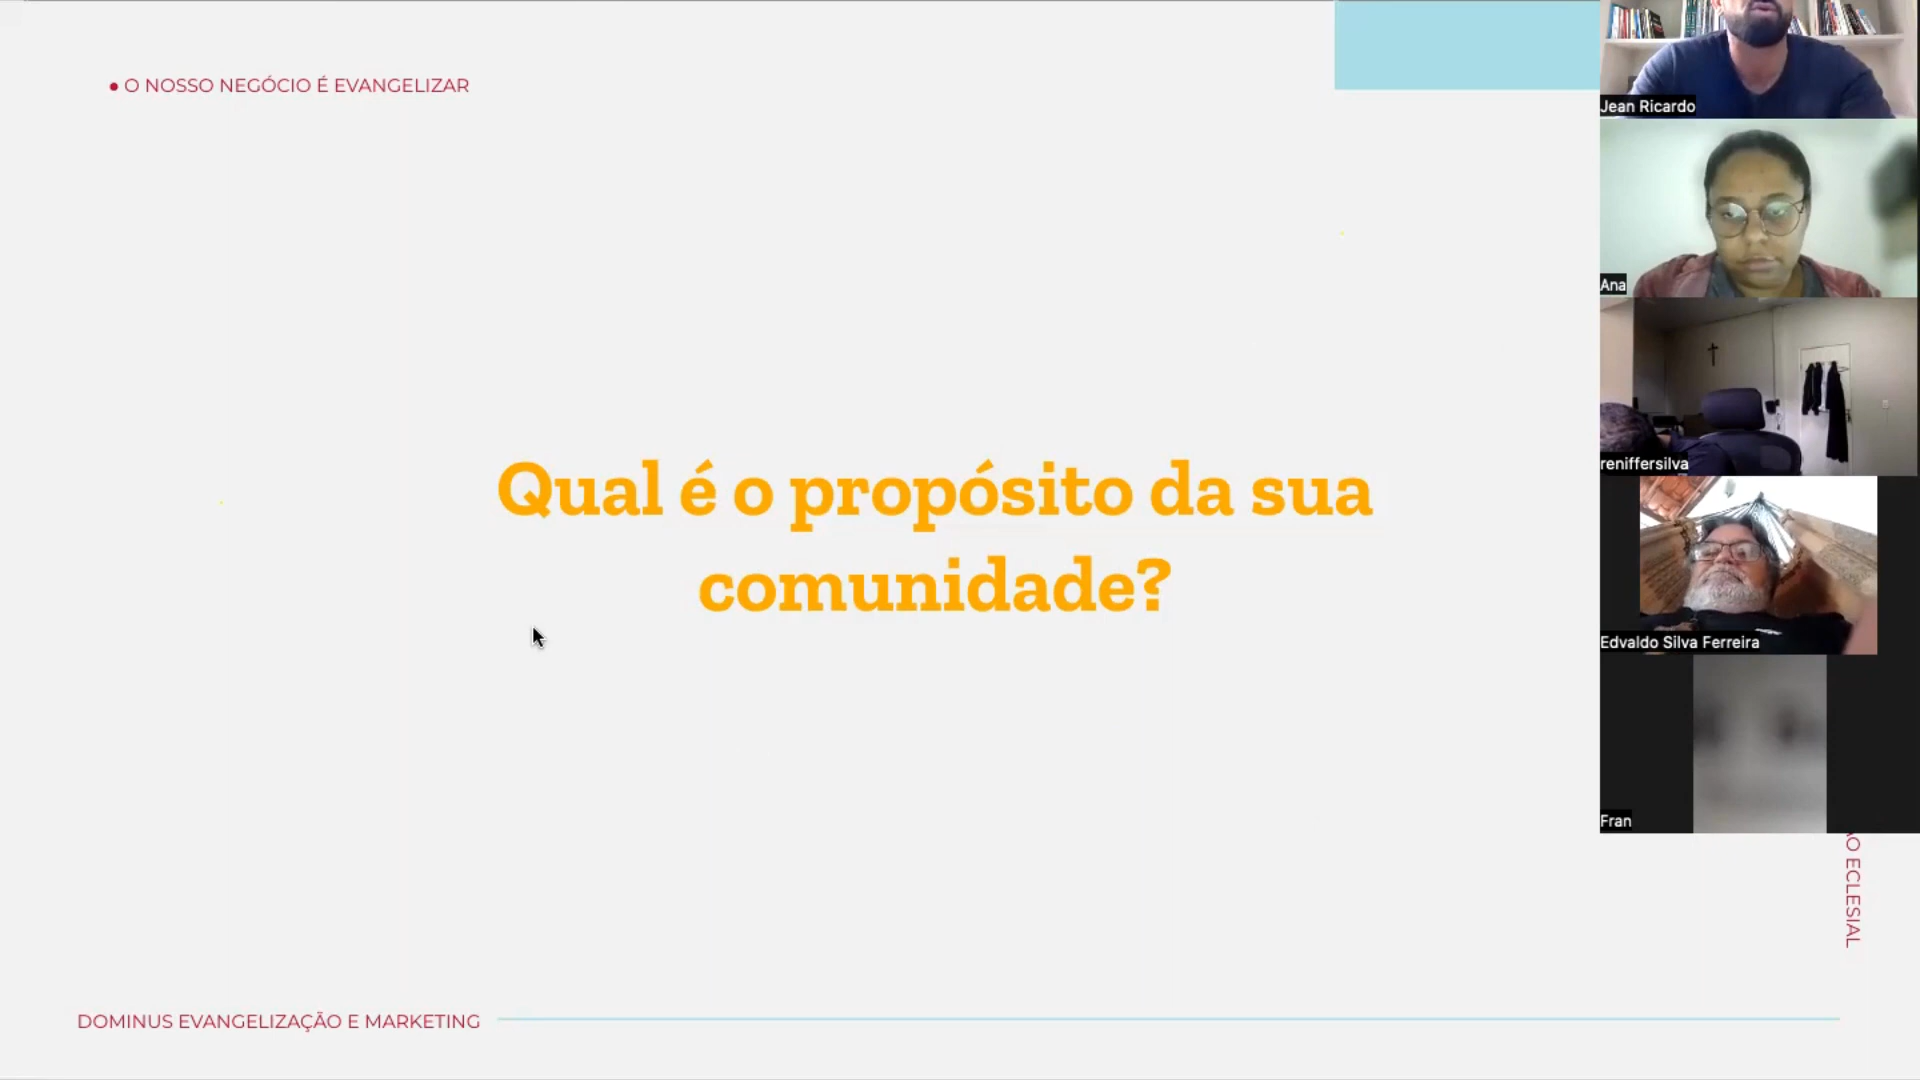 • O NOSSO NEGÓCIO É EVANGELIZAR
Jean Ricardo
Ana
reniffersilva
Edvaldo Silva Ferreira
Fran
Qual é o propósito da sua
comunidade?
ECLESIAL
DOMINUS EVANGELIZAÇÃO E MARKETING